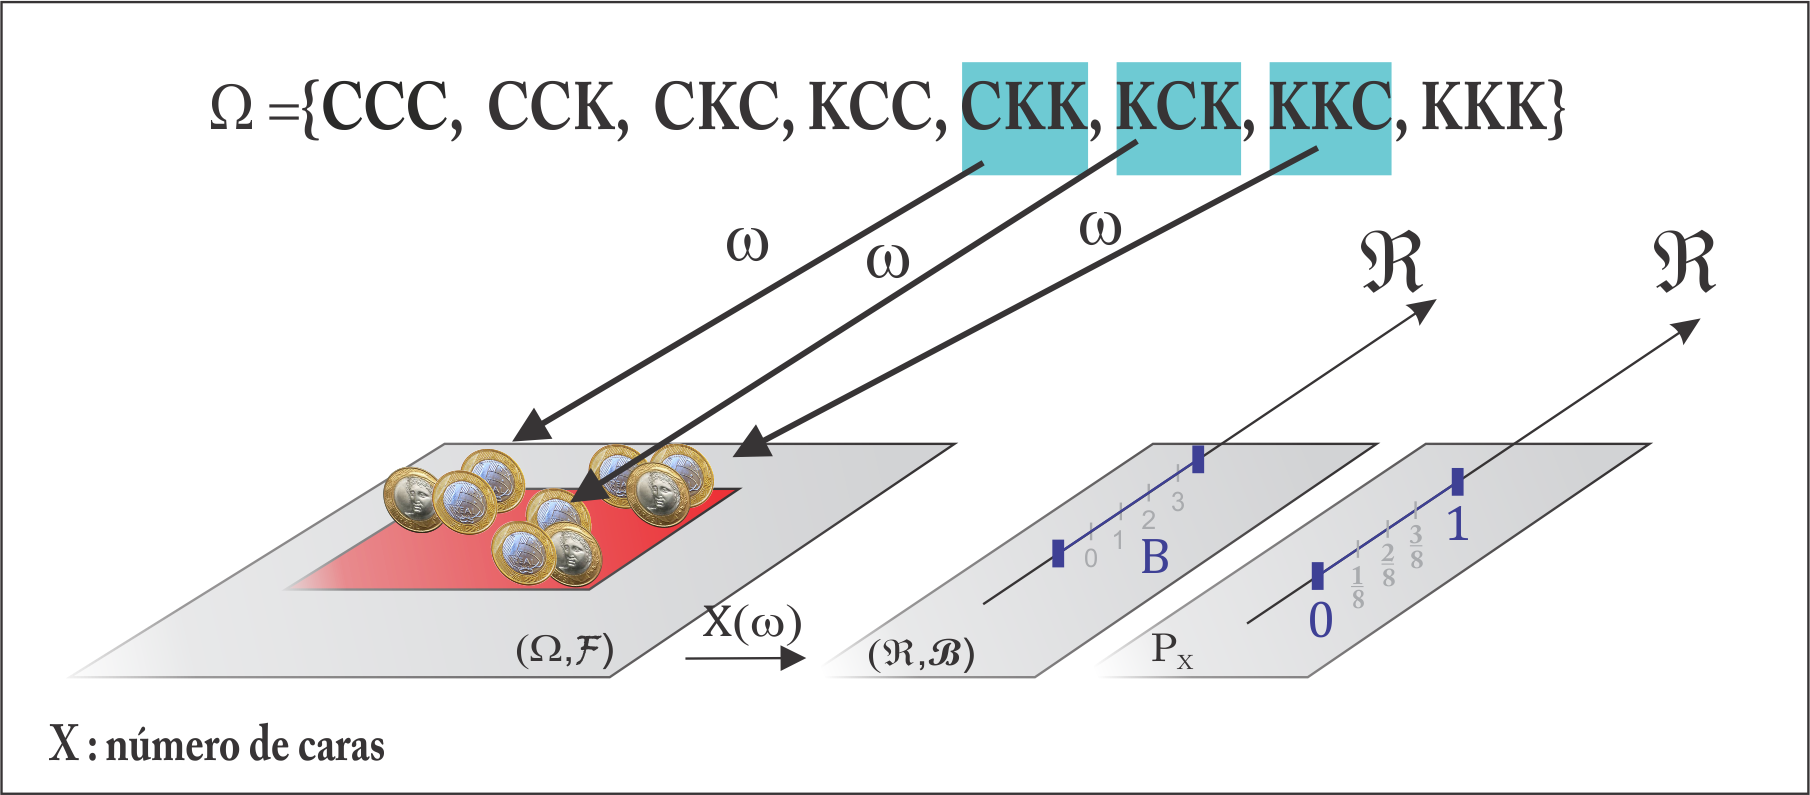 Ω ={CCC, CCK, CKC, KCC, CKK, KCK, KKC, KKK}
ω ω ω
ℜ ℜ
0 1 2 3
B
0 1/8 2/8 3/8 1
(Ω,ℱ)
X(ω)
(ℜ,ℬ)
Pₓ
X : número de caras